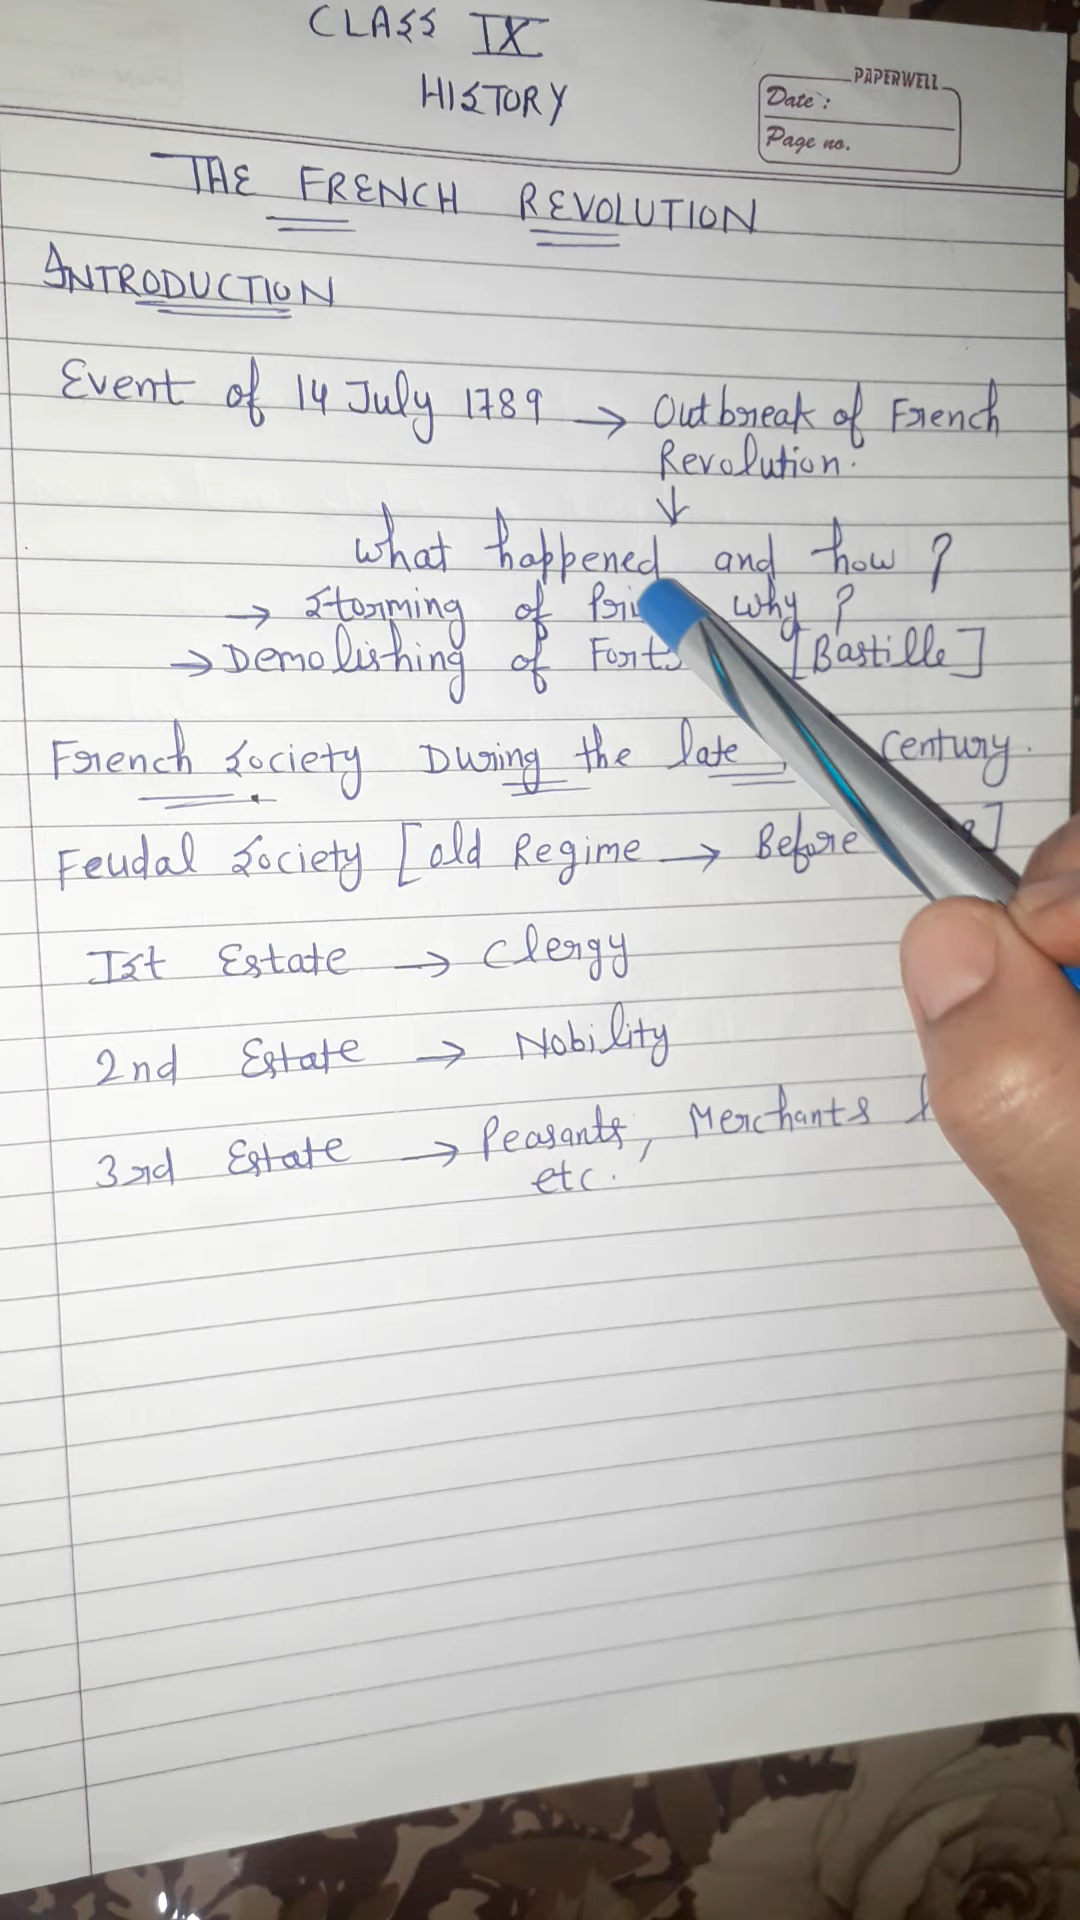 CLASS IX
HISTORY
PAPERWELL
Date :
Page no.
THE FRENCH REVOLUTION
INTRODUCTION
Event of 14 July 1789 → Outbreak of French
Revolution.
↓
What happened and how ?
→ Storming of why ?
→ Demolishing of [Bastille]
French Society During the late Century.
Feudal Society [old Regime → Before ]
Ist Estate → Clergy
2nd Estate → Nobility
3rd Estate → Peasants, Merchants
etc.